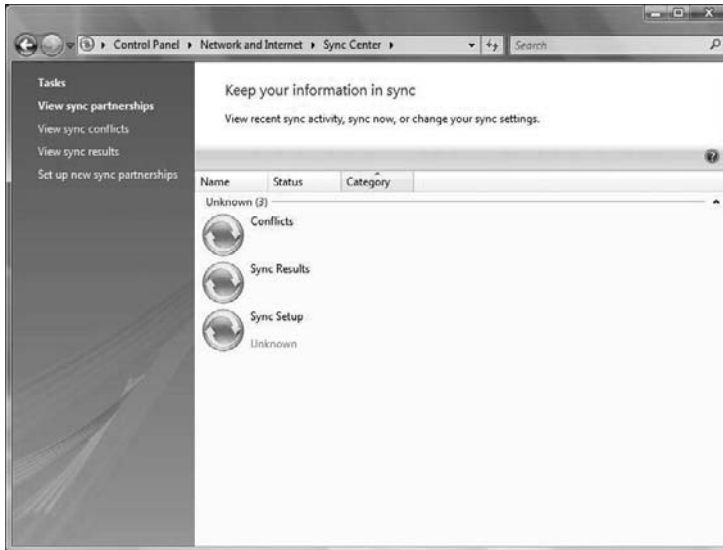 Control Panel ▸ Network and Internet ▸ Sync Center ▸
Search
Tasks
View sync partnerships
View sync conflicts
View sync results
Set up new sync partnerships
Keep your information in sync
View recent sync activity, sync now, or change your sync settings.
Name Status Category
Unknown (3)
Conflicts
Sync Results
Sync Setup
Unknown